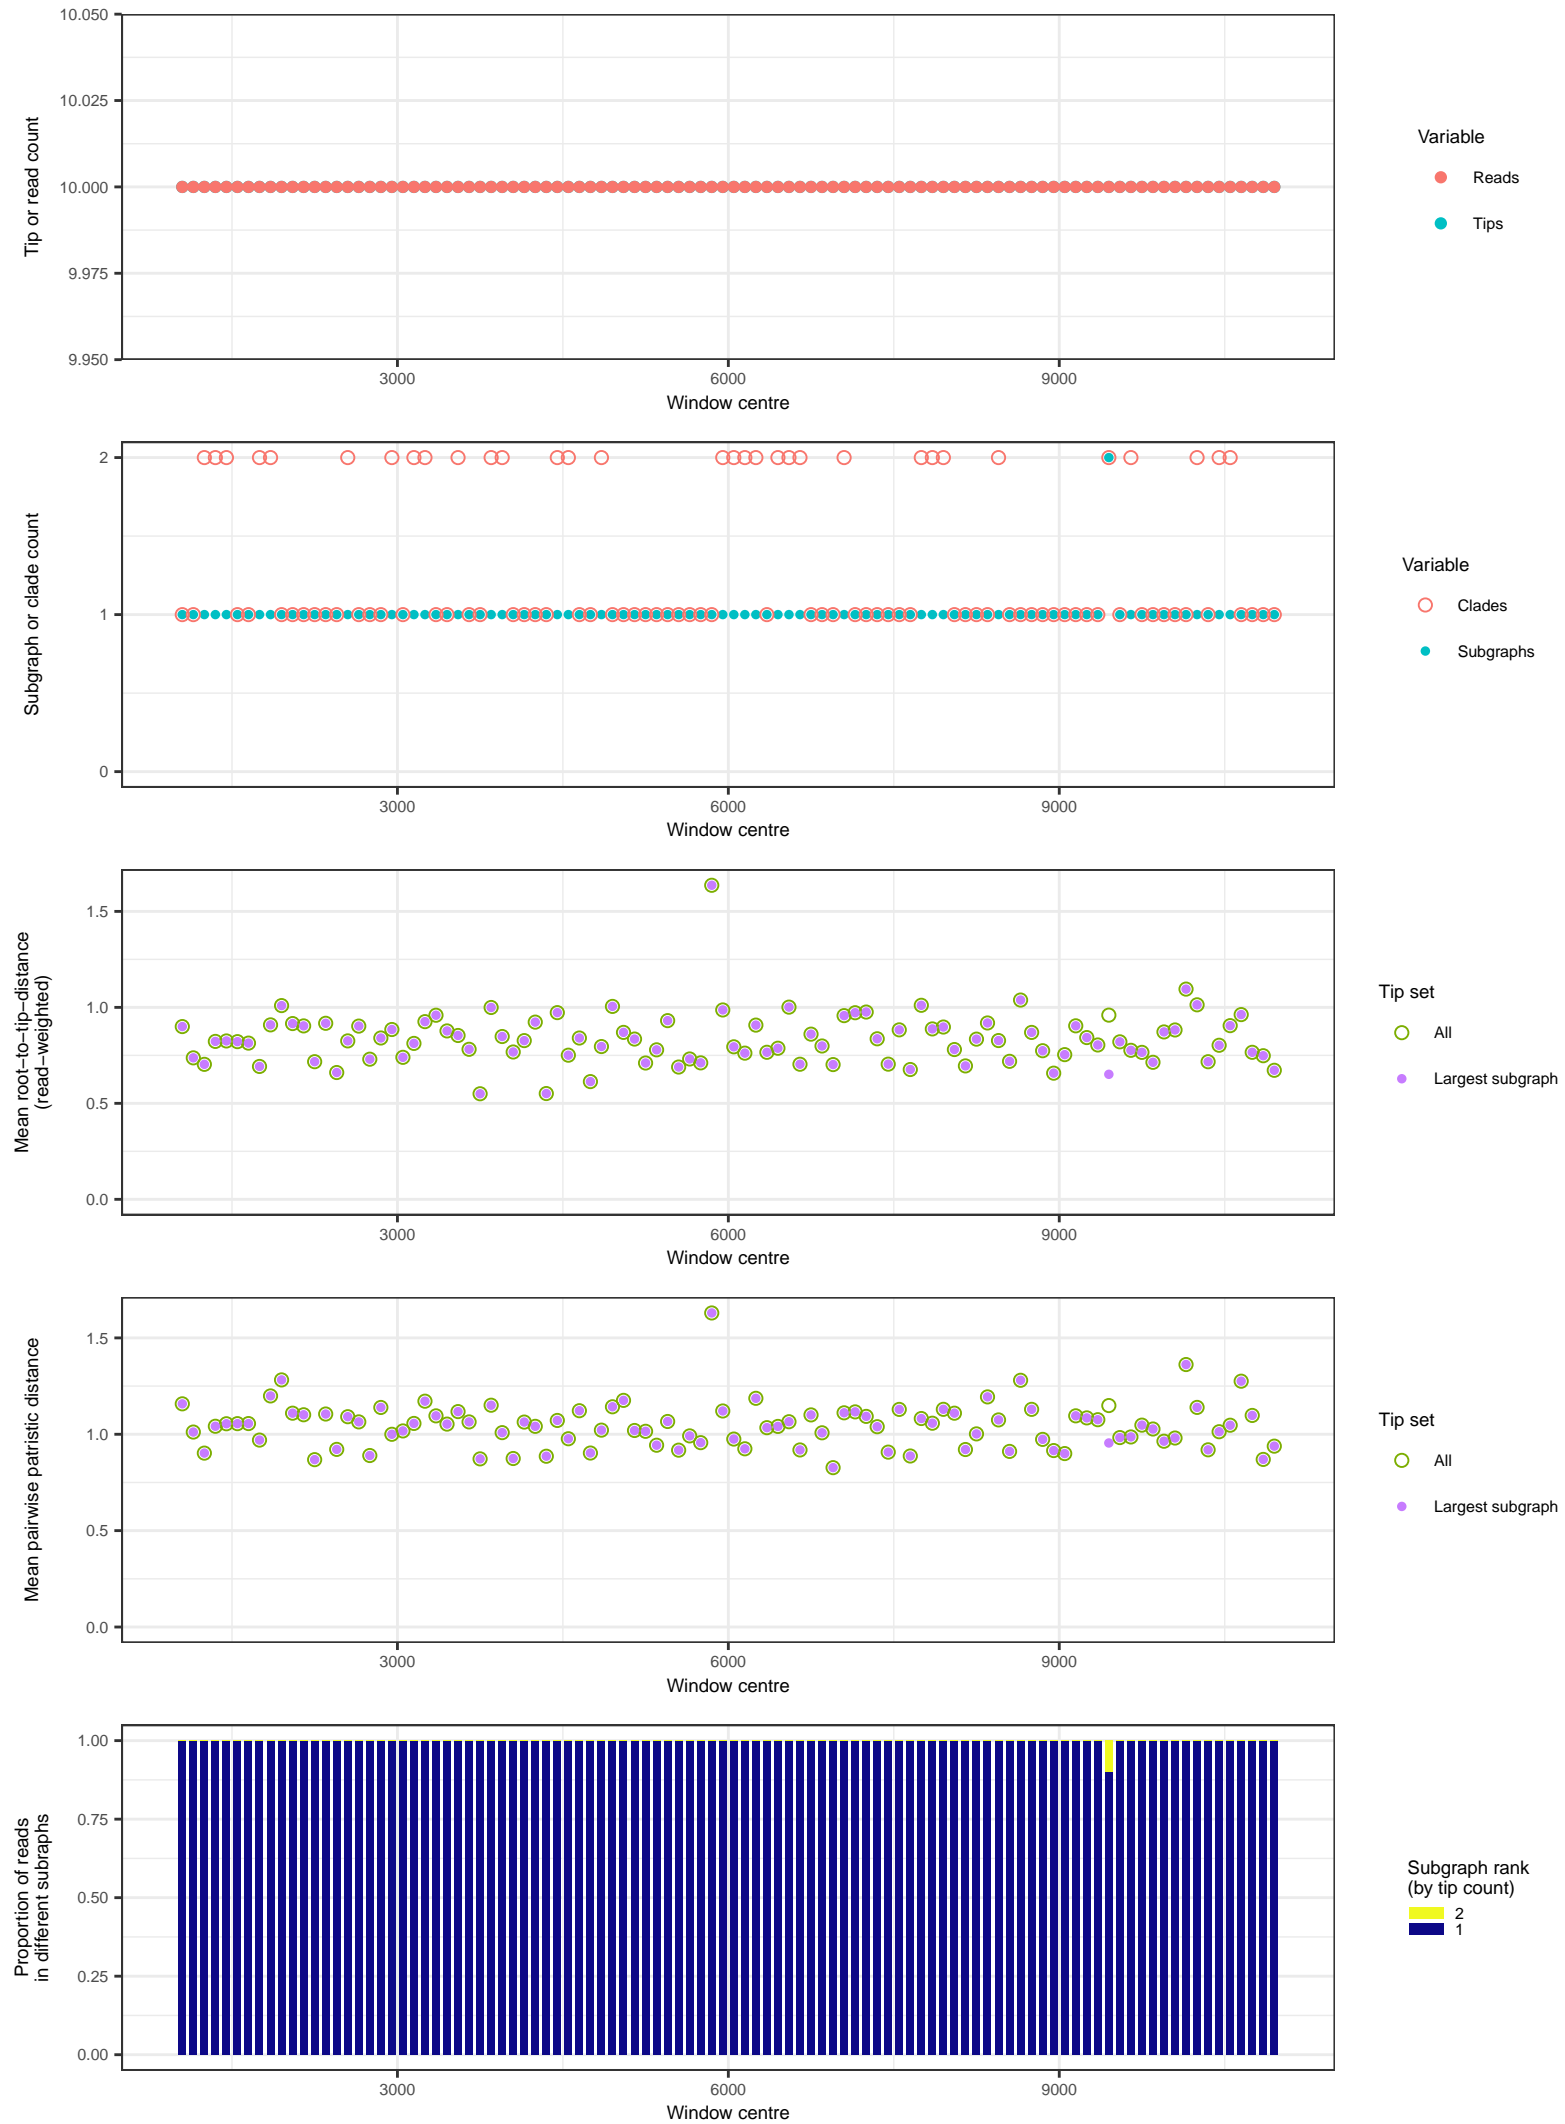 10.050
10.025
10.000
9.975
9.950
Tip or read count
3000 6000 9000
Window centre
Variable
Reads
Tips
2
1
0
Subgraph or clade count
3000 6000 9000
Window centre
Variable
Clades
Subgraphs
1.5
1.0
0.5
0.0
Mean root−to−tip−distance
(read−weighted)
3000 6000 9000
Window centre
Tip set
All
Largest subgraph
1.5
1.0
0.5
0.0
Mean pairwise patristic distance
3000 6000 9000
Window centre
Tip set
All
Largest subgraph
1.00
0.75
0.50
0.25
0.00
Proportion of reads
in different subraphs
3000 6000 9000
Window centre
Subgraph rank
(by tip count)
2
1